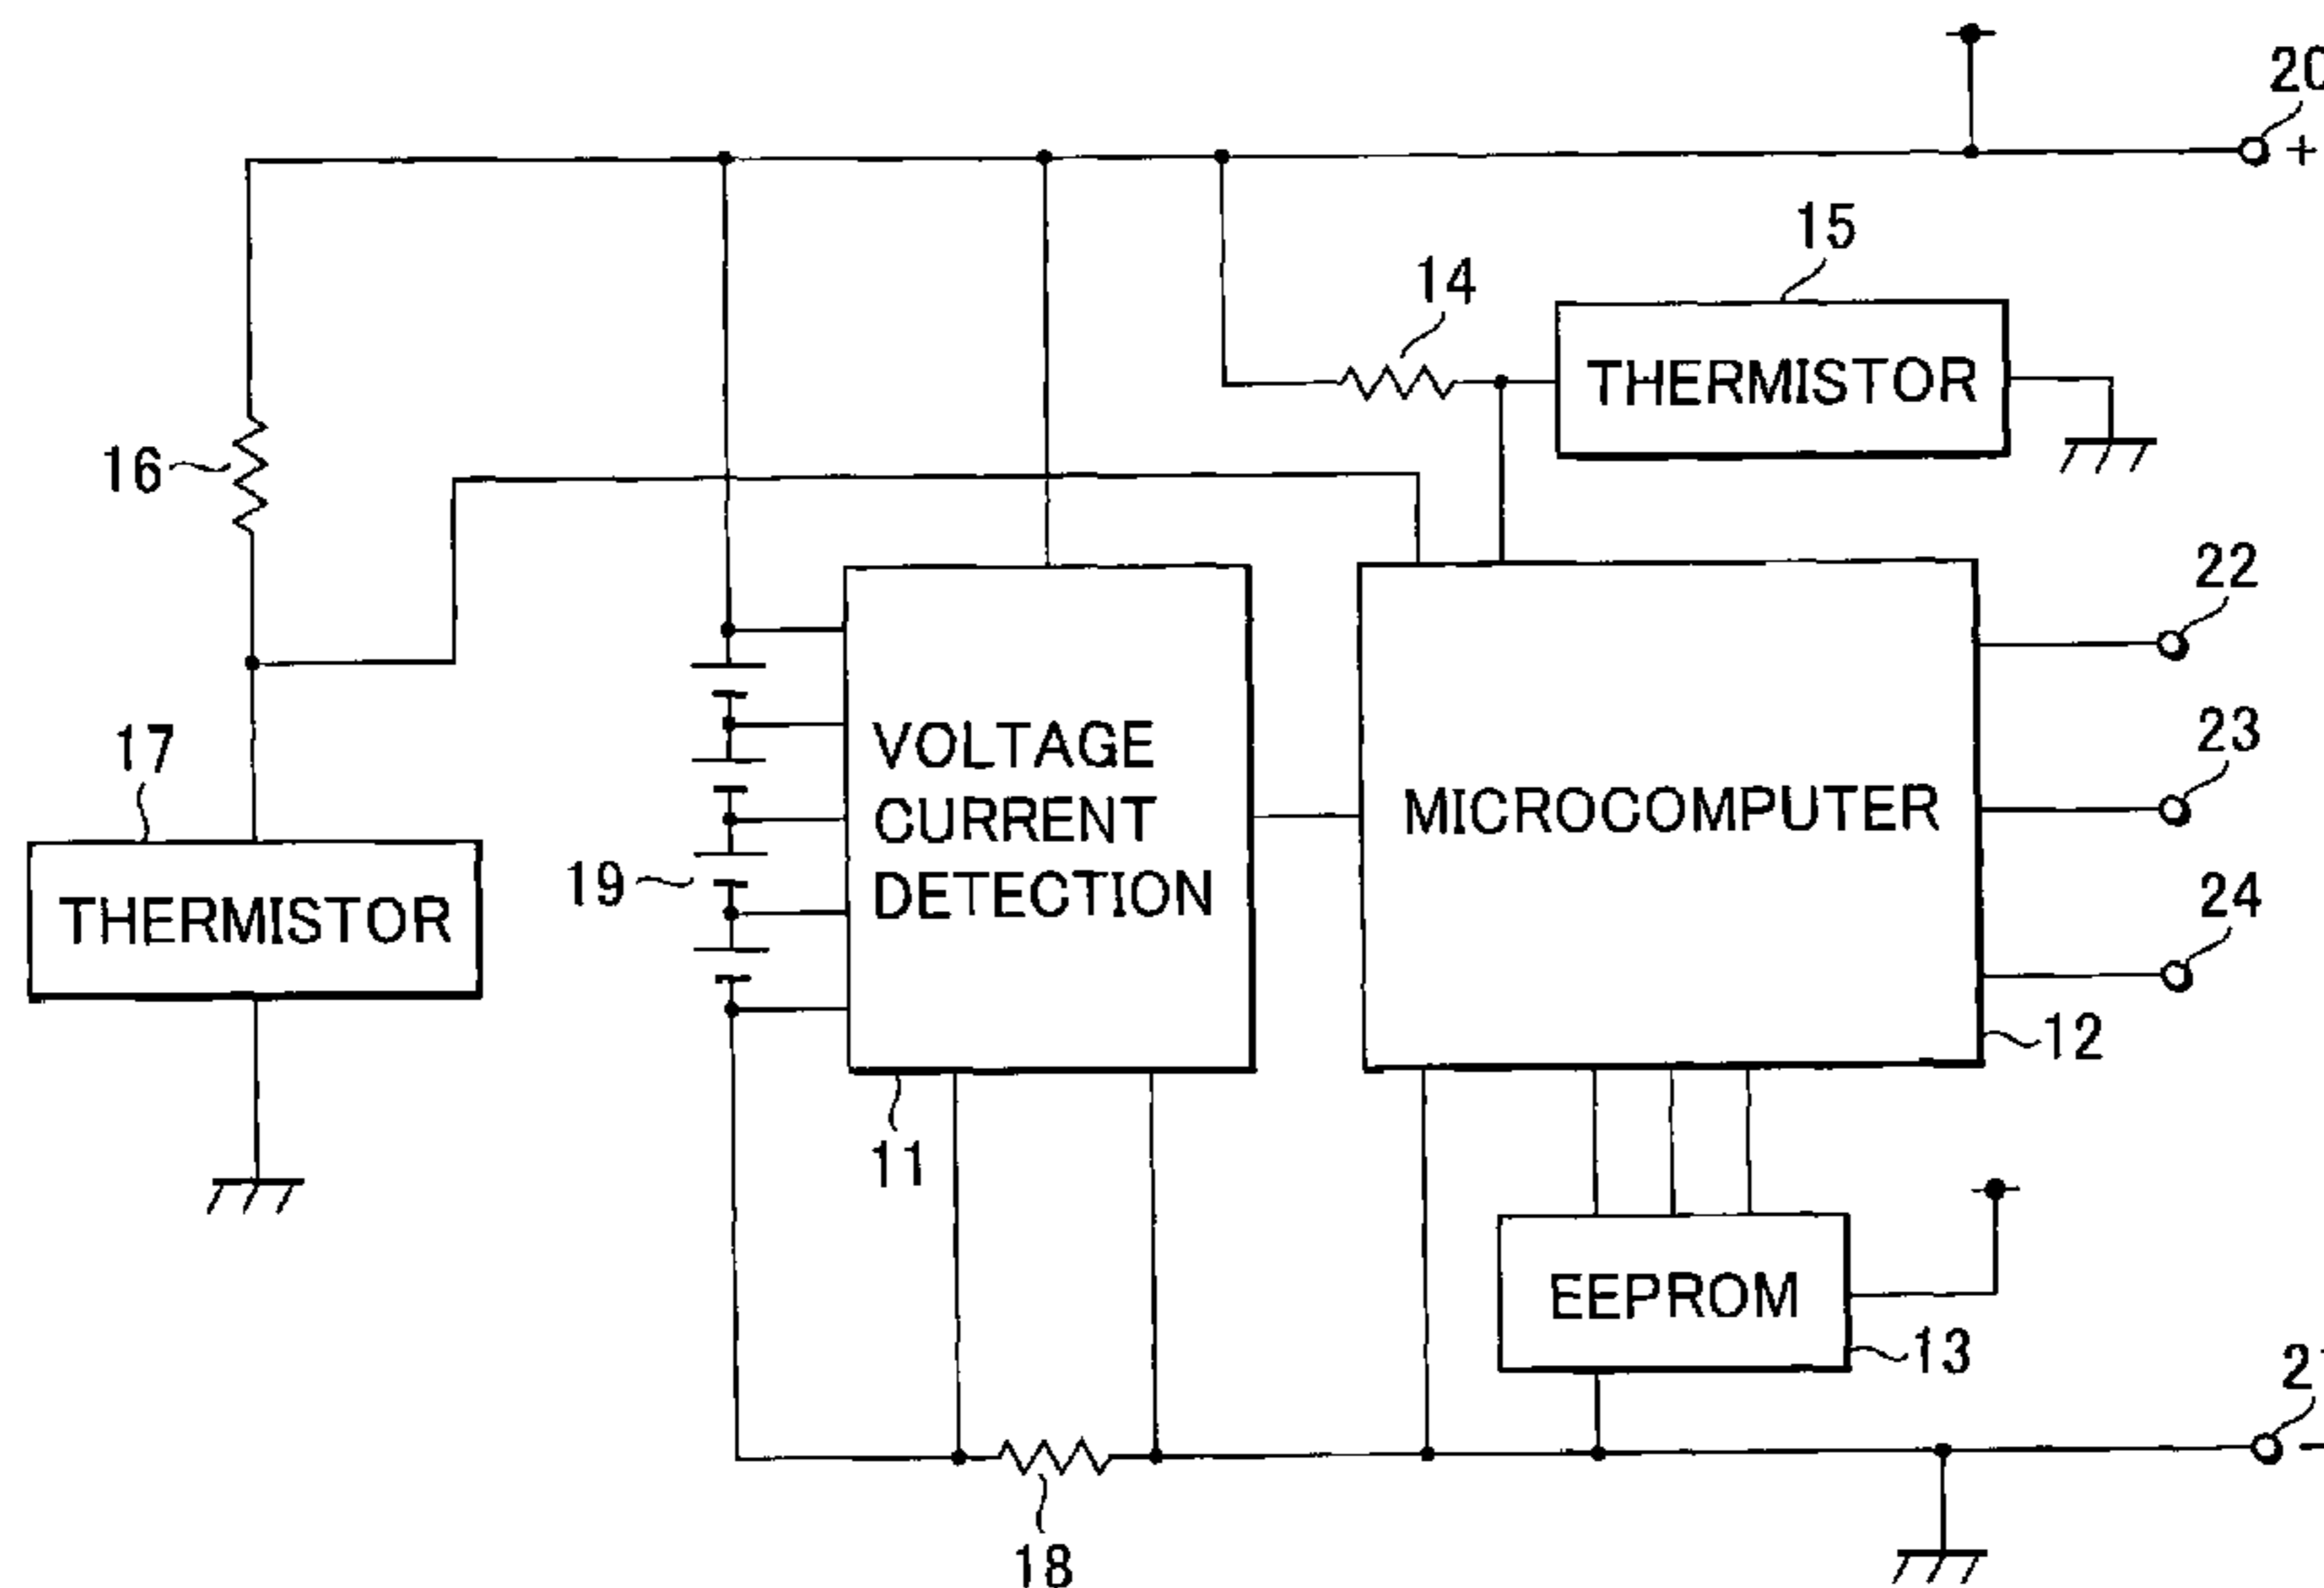 20
+
15
14
THERMISTOR
16
22
17
VOLTAGE
CURRENT
DETECTION
MICROCOMPUTER
23
19
THERMISTOR
24
12
11
EEPROM
13
-
18